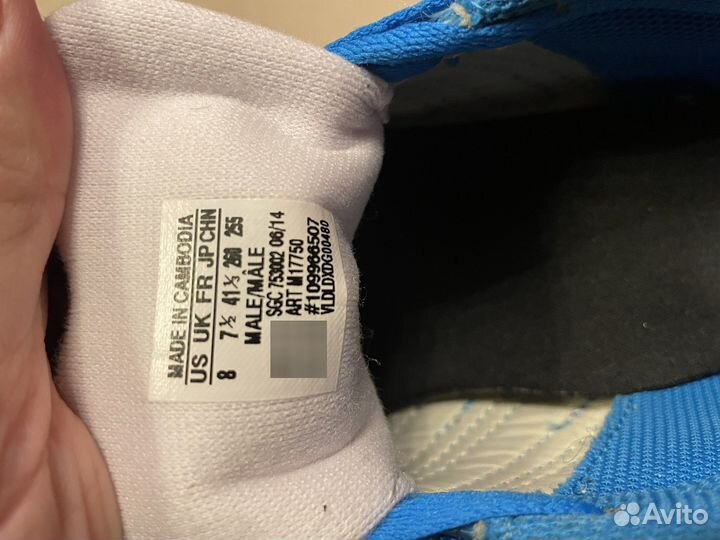 MADE IN CAMBODIA
US UK FR JP CHN
8 7½ 41⅓ 260 255
MALE/MÂLE
SGC 753002 06/14
ART M17750
#109966507
VLDLDXDG00480
Avito